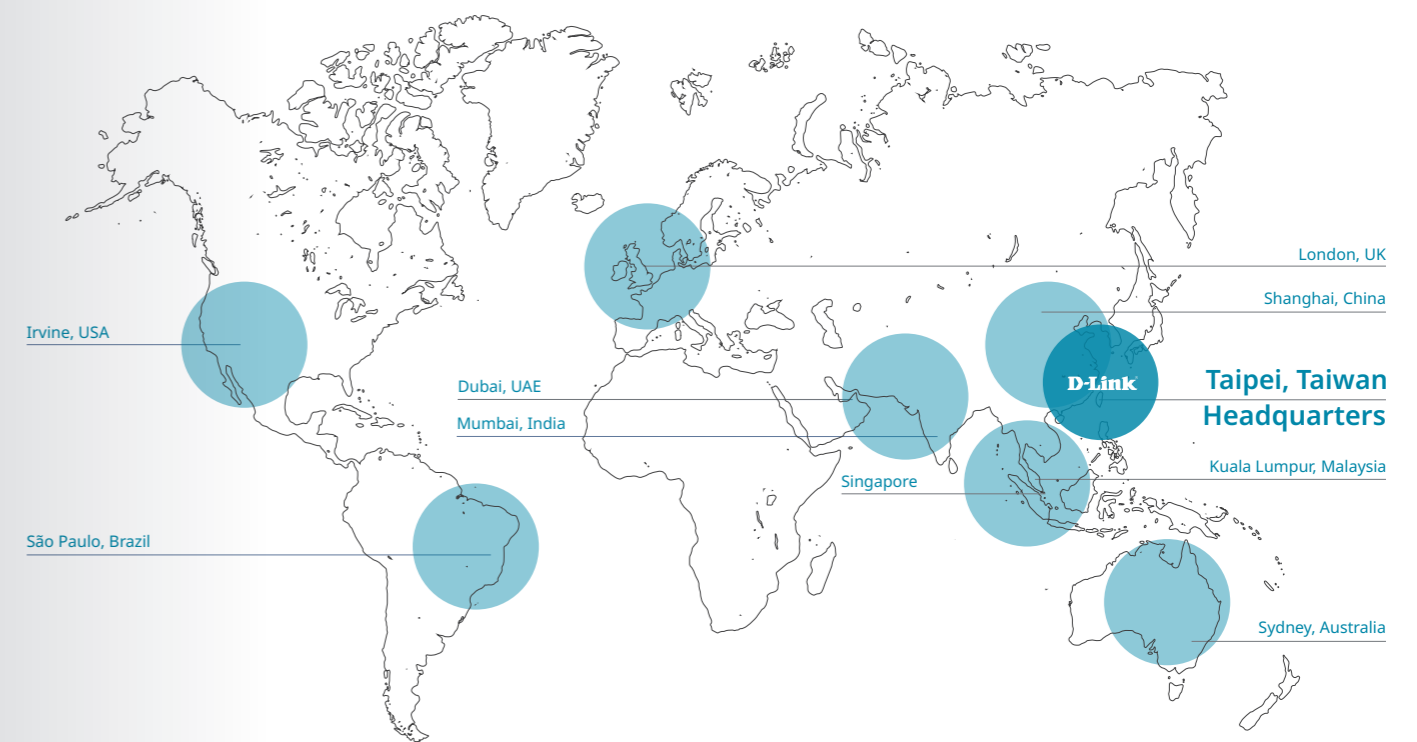 London, UK
Shanghai, China
Irvine, USA
D-Link
Taipei, Taiwan
Headquarters
Dubai, UAE
Mumbai, India
Kuala Lumpur, Malaysia
Singapore
São Paulo, Brazil
Sydney, Australia